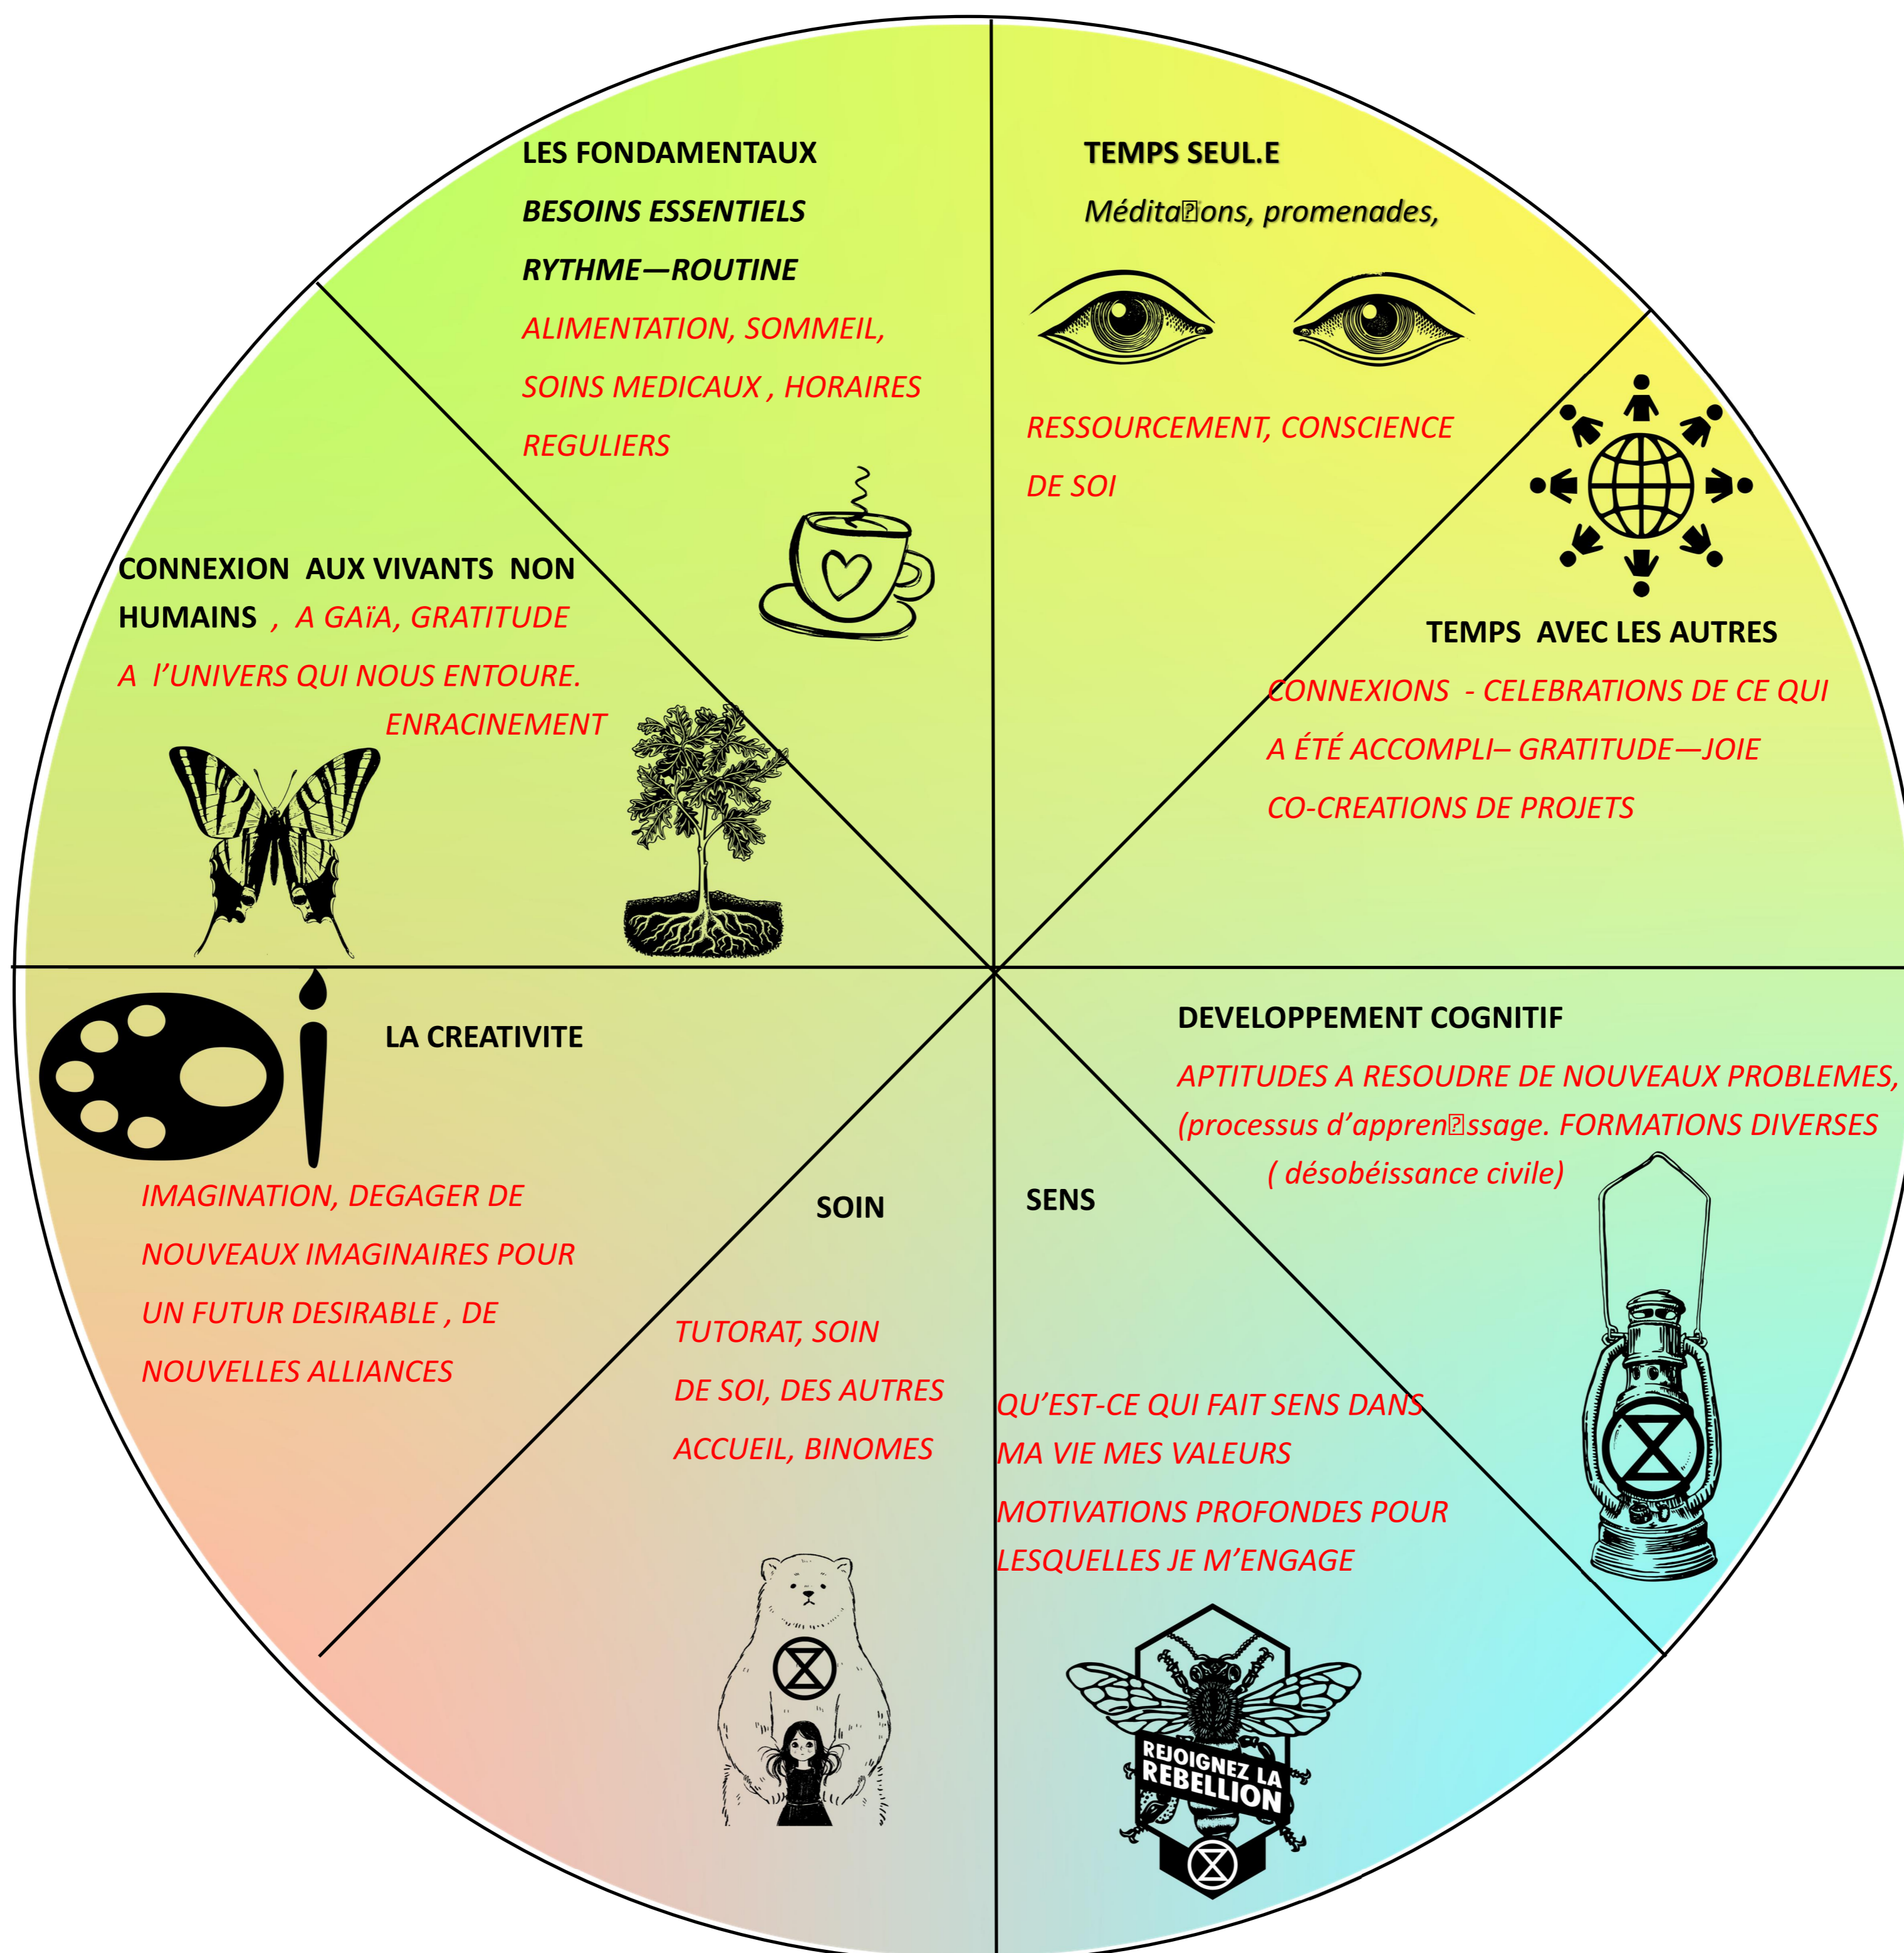 LES FONDAMENTAUX
BESOINS ESSENTIELS
RYTHME—ROUTINE
ALIMENTATION, SOMMEIL,
SOINS MEDICAUX , HORAIRES
REGULIERS
TEMPS SEUL.E
Médita�ons, promenades,
RESSOURCEMENT, CONSCIENCE
DE SOI
TEMPS AVEC LES AUTRES
CONNEXIONS - CELEBRATIONS DE CE QUI
A ÉTÉ ACCOMPLI– GRATITUDE—JOIE
CO-CREATIONS DE PROJETS
DEVELOPPEMENT COGNITIF
APTITUDES A RESOUDRE DE NOUVEAUX PROBLEMES,
(processus d’appren�ssage. FORMATIONS DIVERSES
( désobéissance civile)
SENS
QU’EST-CE QUI FAIT SENS DANS
MA VIE MES VALEURS
MOTIVATIONS PROFONDES POUR
LESQUELLES JE M’ENGAGE
REJOIGNEZ LA
REBELLION
SOIN
TUTORAT, SOIN
DE SOI, DES AUTRES
ACCUEIL, BINOMES
LA CREATIVITE
IMAGINATION, DEGAGER DE
NOUVEAUX IMAGINAIRES POUR
UN FUTUR DESIRABLE , DE
NOUVELLES ALLIANCES
CONNEXION AUX VIVANTS NON
HUMAINS , A GAïA, GRATITUDE
A l’UNIVERS QUI NOUS ENTOURE.
ENRACINEMENT